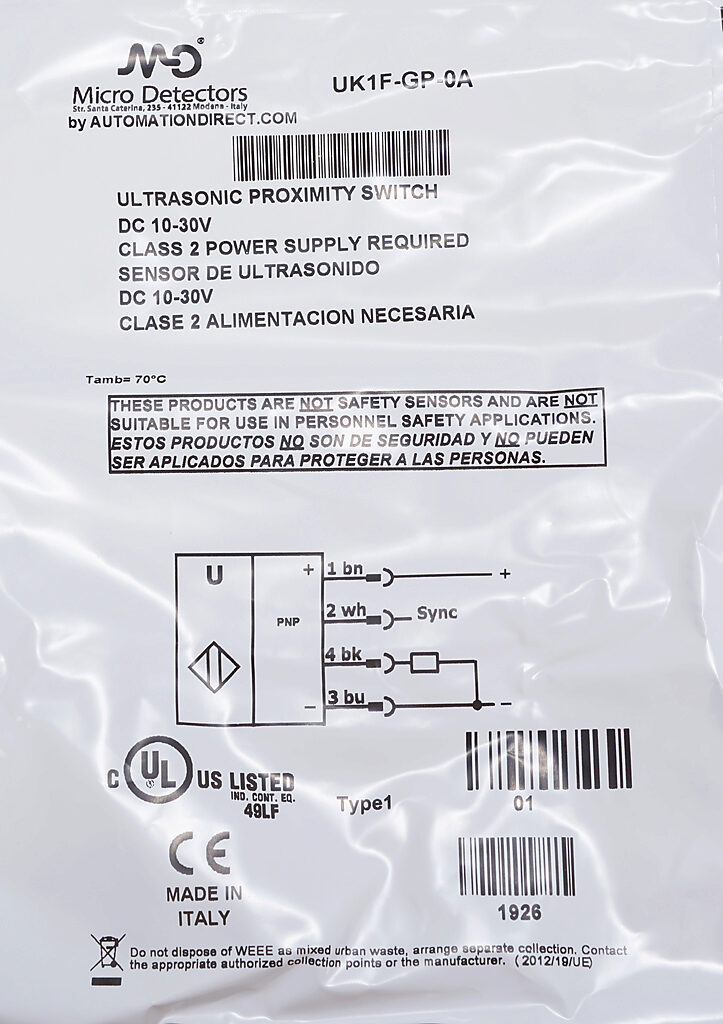 MD®
Micro Detectors
Str. Santa Caterina, 235 - 41122 Modena - Italy
by AUTOMATIONDIRECT.COM
UK1F-GP-0A
ULTRASONIC PROXIMITY SWITCH
DC 10-30V
CLASS 2 POWER SUPPLY REQUIRED
SENSOR DE ULTRASONIDO
DC 10-30V
CLASE 2 ALIMENTACION NECESARIA
Tamb= 70°C
THESE PRODUCTS ARE NOT SAFETY SENSORS AND ARE NOT
SUITABLE FOR USE IN PERSONNEL SAFETY APPLICATIONS.
ESTOS PRODUCTOS NO SON DE SEGURIDAD Y NO PUEDEN
SER APLICADOS PARA PROTEGER A LAS PERSONAS.
U
PNP
+ 1 bn +
2 wh Sync
4 bk
- 3 bu -
C UL US LISTED
IND. CONT. EQ.
49LF
Type1
01
CE
MADE IN
ITALY
1926
Do not dispose of WEEE as mixed urban waste, arrange separate collection. Contact
the appropriate authorized collection points or the manufacturer. (2012/19/UE)